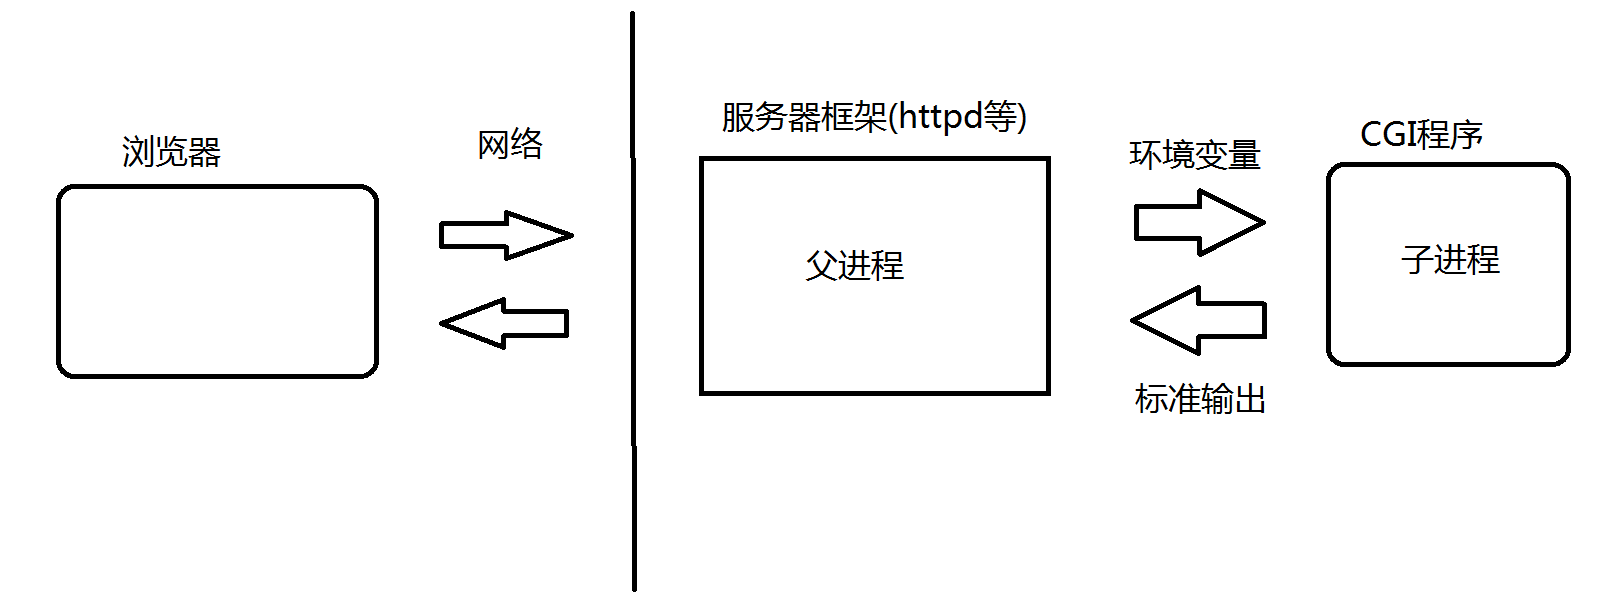 浏览器
网络
服务器框架(httpd等)
父进程
环境变量
标准输出
CGI程序
子进程